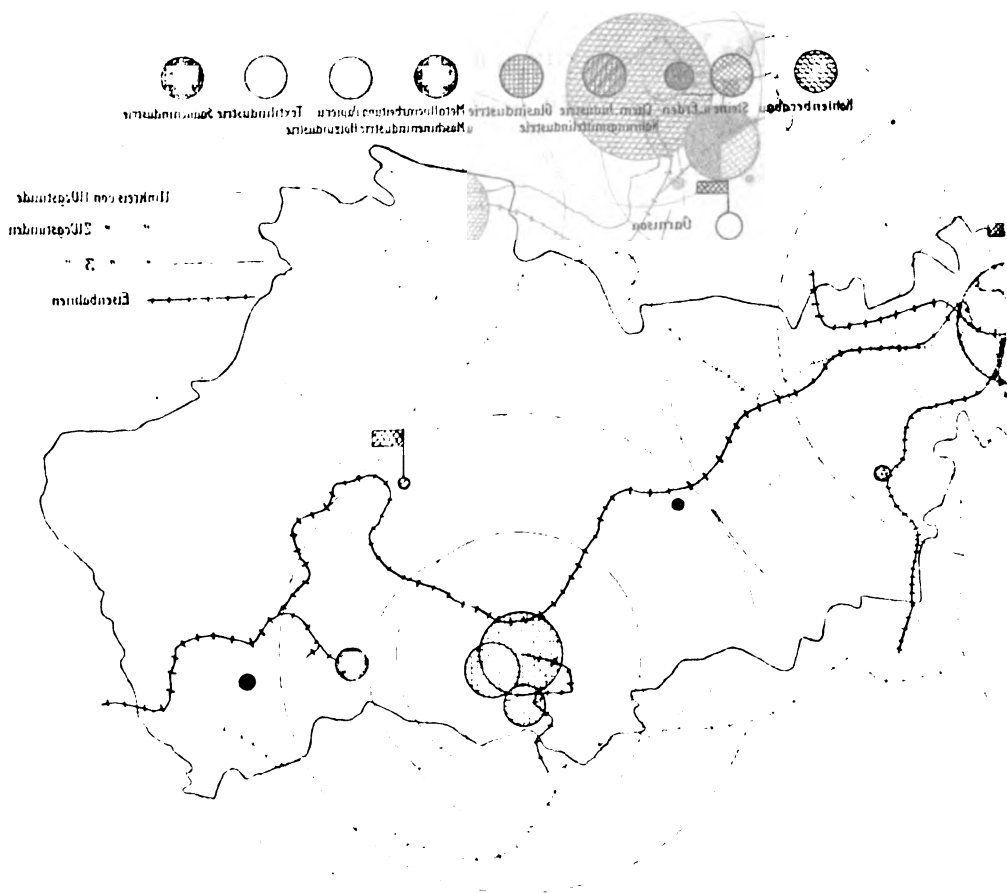 Kohlenbergbau Steine u. Erden- Chem. Industrie Glasindustrie Metallverarbeitung u Papier u Textilindustrie
Nahrungsmittelindustrie u Maschinenindustrie Holzindustrie
Garnison
Umkreis von 1 Wegstunde
" " 2 Wegstunden
" " 3 "
Eisenbahnen